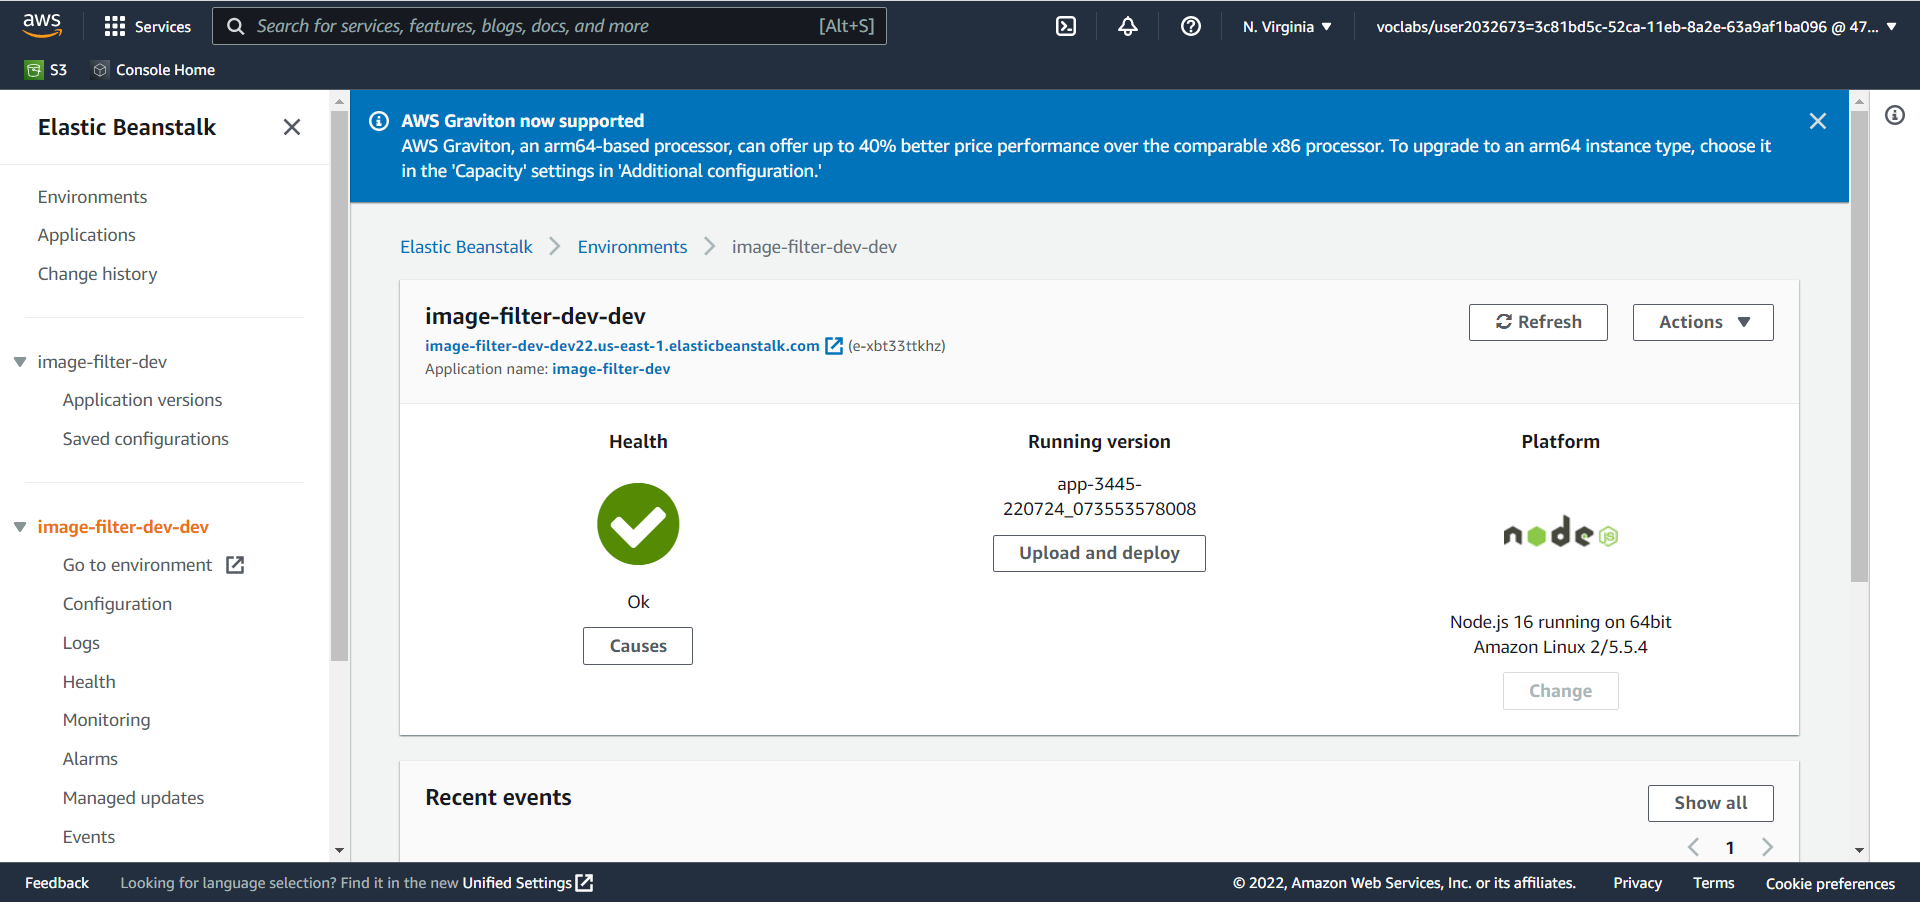 aws
Services
Search for services, features, blogs, docs, and more
[Alt+S]
N. Virginia
voclabs/user2032673=3c81bd5c-52ca-11eb-8a2e-63a9af1ba096 @ 47...
S3
Console Home
Elastic Beanstalk
Environments
Applications
Change history
image-filter-dev
Application versions
Saved configurations
image-filter-dev-dev
Go to environment
Configuration
Logs
Health
Monitoring
Alarms
Managed updates
Events
AWS Graviton now supported
AWS Graviton, an arm64-based processor, can offer up to 40% better price performance over the comparable x86 processor. To upgrade to an arm64 instance type, choose it
in the 'Capacity' settings in 'Additional configuration.'
Elastic Beanstalk
Environments
image-filter-dev-dev
image-filter-dev-dev
image-filter-dev-dev22.us-east-1.elasticbeanstalk.com (e-xbt33ttkhz)
Application name: image-filter-dev
Refresh
Actions
Health
Ok
Causes
Running version
app-3445-
220724_073553578008
Upload and deploy
Platform
node JS
Node.js 16 running on 64bit
Amazon Linux 2/5.5.4
Change
Recent events
Show all
1
Feedback
Looking for language selection? Find it in the new Unified Settings
© 2022, Amazon Web Services, Inc. or its affiliates.
Privacy
Terms
Cookie preferences